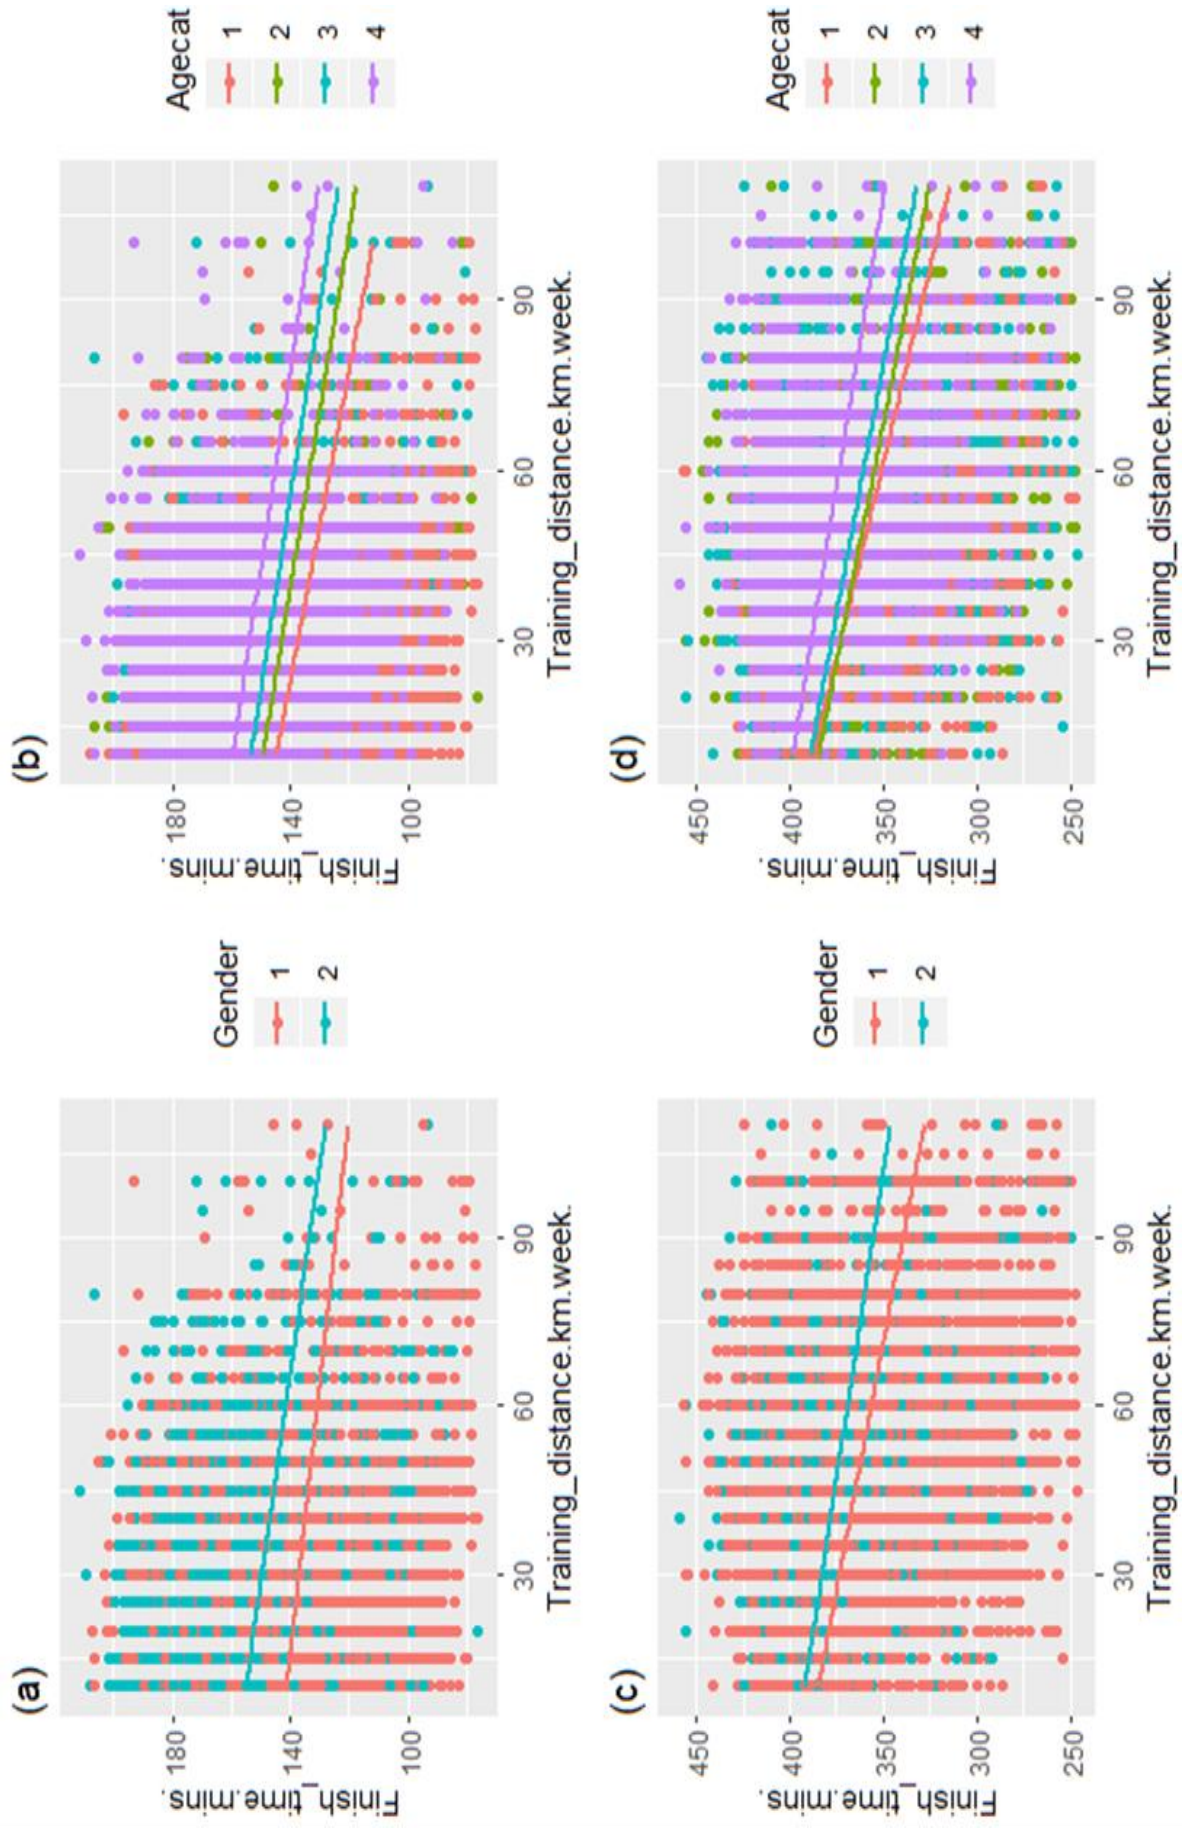 (a)
Finish_time.mins.
180
140
100
30
60
90
Training_distance.km.week.
Gender
1
2
(b)
Finish_time.mins.
180
140
100
30
60
90
Training_distance.km.week.
Agecat
1
2
3
4
(c)
Finish_time.mins.
450
400
350
300
250
30
60
90
Training_distance.km.week.
Gender
1
2
(d)
Finish_time.mins.
450
400
350
300
250
30
60
90
Training_distance.km.week.
Agecat
1
2
3
4